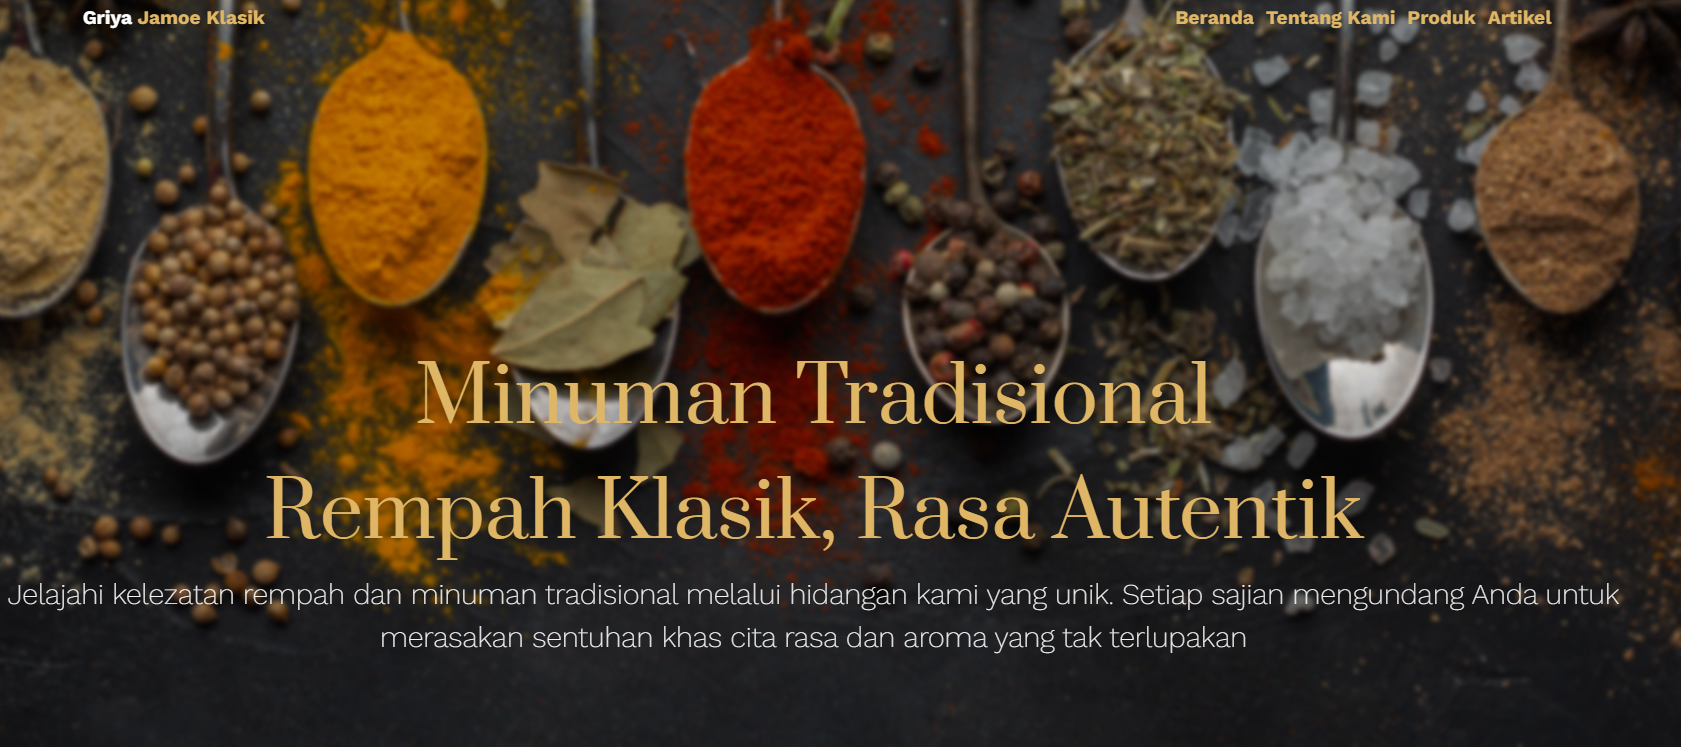 Griya Jamoe Klasik
Beranda Tentang Kami Produk Artikel
Minuman Tradisional
Rempah Klasik, Rasa Autentik
Jelajahi kelezatan rempah dan minuman tradisional melalui hidangan kami yang unik. Setiap sajian mengundang Anda untuk
merasakan sentuhan khas cita rasa dan aroma yang tak terlupakan